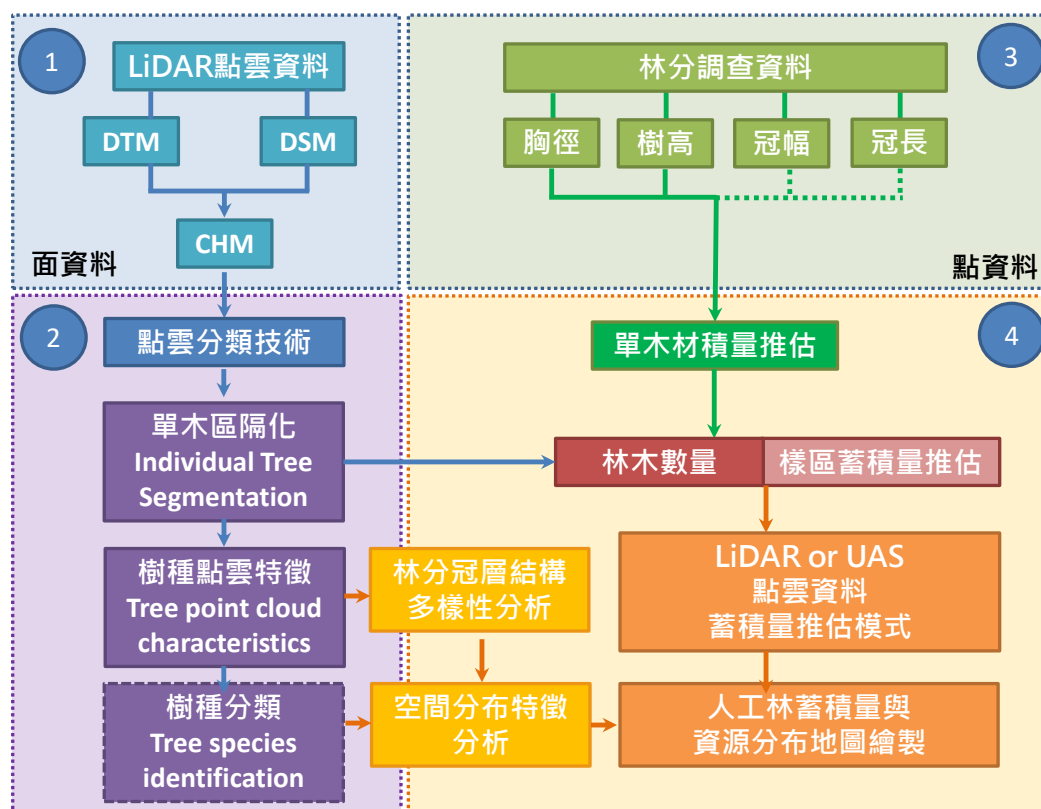 1
LiDAR點雲資料
DTM
DSM
CHM
面資料
3
林分調查資料
胸徑
樹高
冠幅
冠長
點資料
2
點雲分類技術
單木區隔化
Individual Tree
Segmentation
樹種點雲特徵
Tree point cloud
characteristics
樹種分類
Tree species
identification
林分冠層結構
多樣性分析
空間分布特徵
分析
4
單木材積量推估
林木數量
樣區蓄積量推估
LiDAR or UAS
點雲資料
蓄積量推估模式
人工林蓄積量與
資源分布地圖繪製